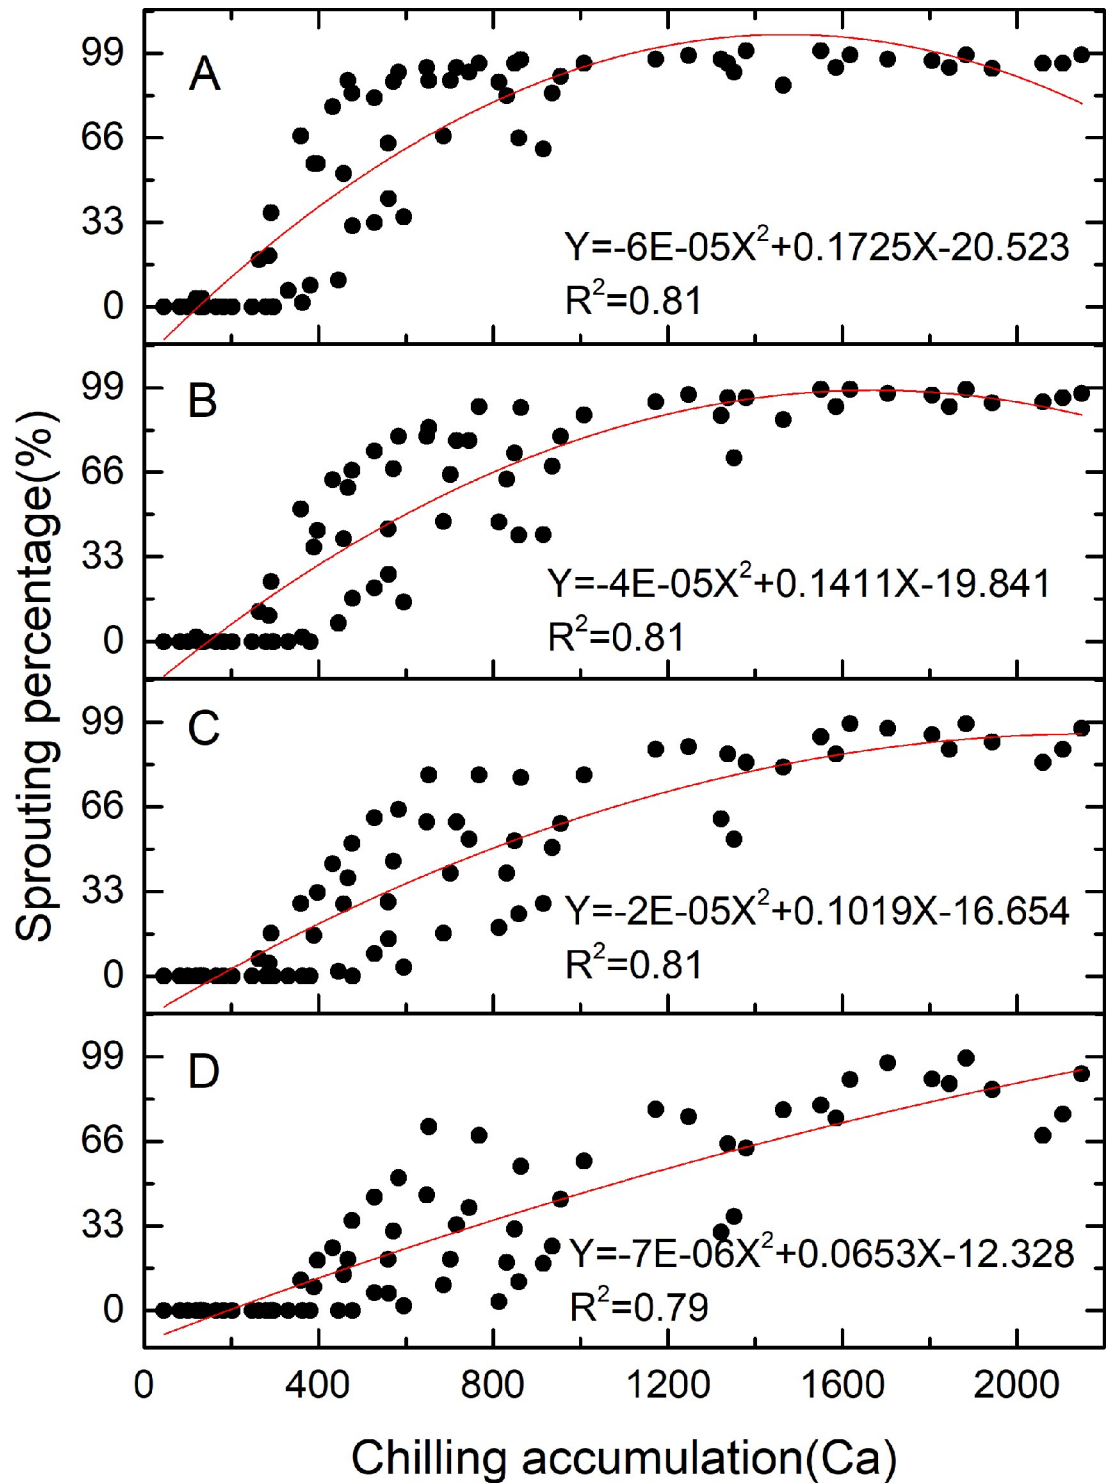 Sprouting percentage(%)
A
99
66
33
0
Y=-6E-05X²+0.1725X-20.523
R²=0.81
B
99
66
33
0
Y=-4E-05X²+0.1411X-19.841
R²=0.81
C
99
66
33
0
Y=-2E-05X²+0.1019X-16.654
R²=0.81
D
99
66
33
0
Y=-7E-06X²+0.0653X-12.328
R²=0.79
0 400 800 1200 1600 2000
Chilling accumulation(Ca)